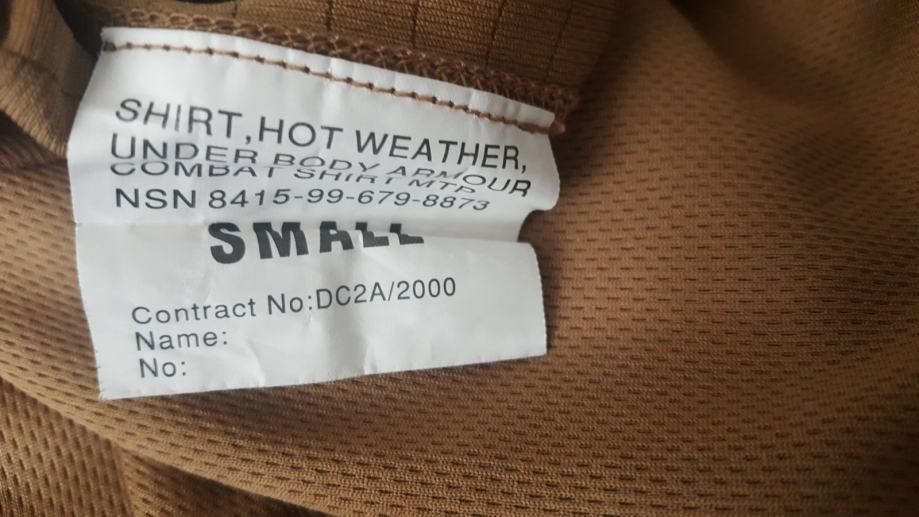 SHIRT,HOT WEATHER,
UNDER BODY ARMOUR
COMBAT SHIRT MTP
NSN 8415-99-679-8873
SMALL
Contract No:DC2A/2000
Name:
No: